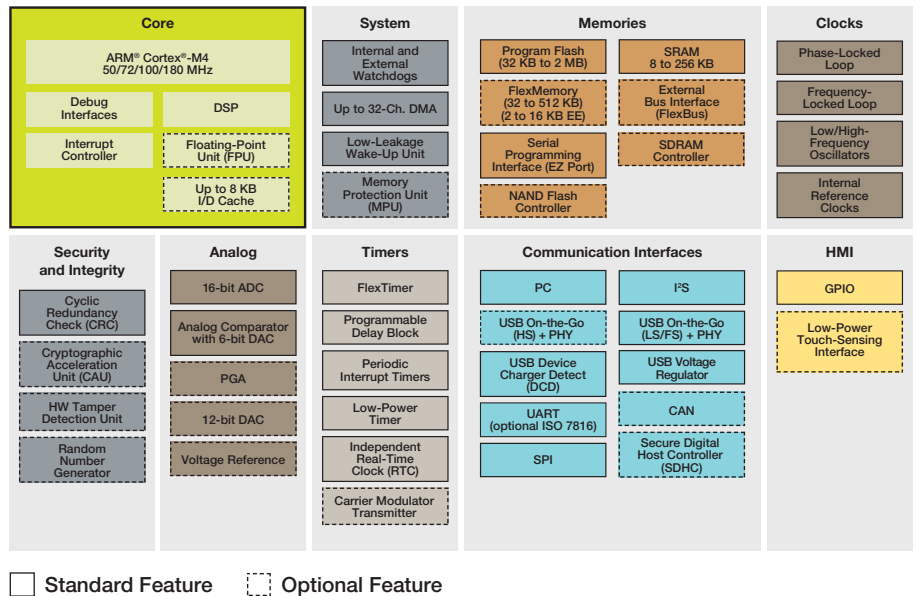 Core
ARM® Cortex®-M4
50/72/100/180 MHz
Debug
Interfaces
DSP
Interrupt
Controller
Floating-Point
Unit (FPU)
Up to 8 KB
I/D Cache
System
Internal and
External
Watchdogs
Up to 32-Ch. DMA
Low-Leakage
Wake-Up Unit
Memory
Protection Unit
(MPU)
Memories
Program Flash
(32 KB to 2 MB)
SRAM
8 to 256 KB
FlexMemory
(32 to 512 KB)
(2 to 16 KB EE)
External
Bus Interface
(FlexBus)
Serial
Programming
Interface (EZ Port)
SDRAM
Controller
NAND Flash
Controller
Clocks
Phase-Locked
Loop
Frequency-
Locked Loop
Low/High-
Frequency
Oscillators
Internal
Reference
Clocks
Security
and Integrity
Cyclic
Redundancy
Check (CRC)
Cryptographic
Acceleration
Unit (CAU)
HW Tamper
Detection Unit
Random
Number
Generator
Analog
16-bit ADC
Analog Comparator
with 6-bit DAC
PGA
12-bit DAC
Voltage Reference
Timers
FlexTimer
Programmable
Delay Block
Periodic
Interrupt Timers
Low-Power
Timer
Independent
Real-Time
Clock (RTC)
Carrier Modulator
Transmitter
Communication Interfaces
PC
I²S
USB On-the-Go
(HS) + PHY
USB On-the-Go
(LS/FS) + PHY
USB Device
Charger Detect
(DCD)
USB Voltage
Regulator
UART
(optional ISO 7816)
CAN
SPI
Secure Digital
Host Controller
(SDHC)
HMI
GPIO
Low-Power
Touch-Sensing
Interface
Standard Feature
Optional Feature